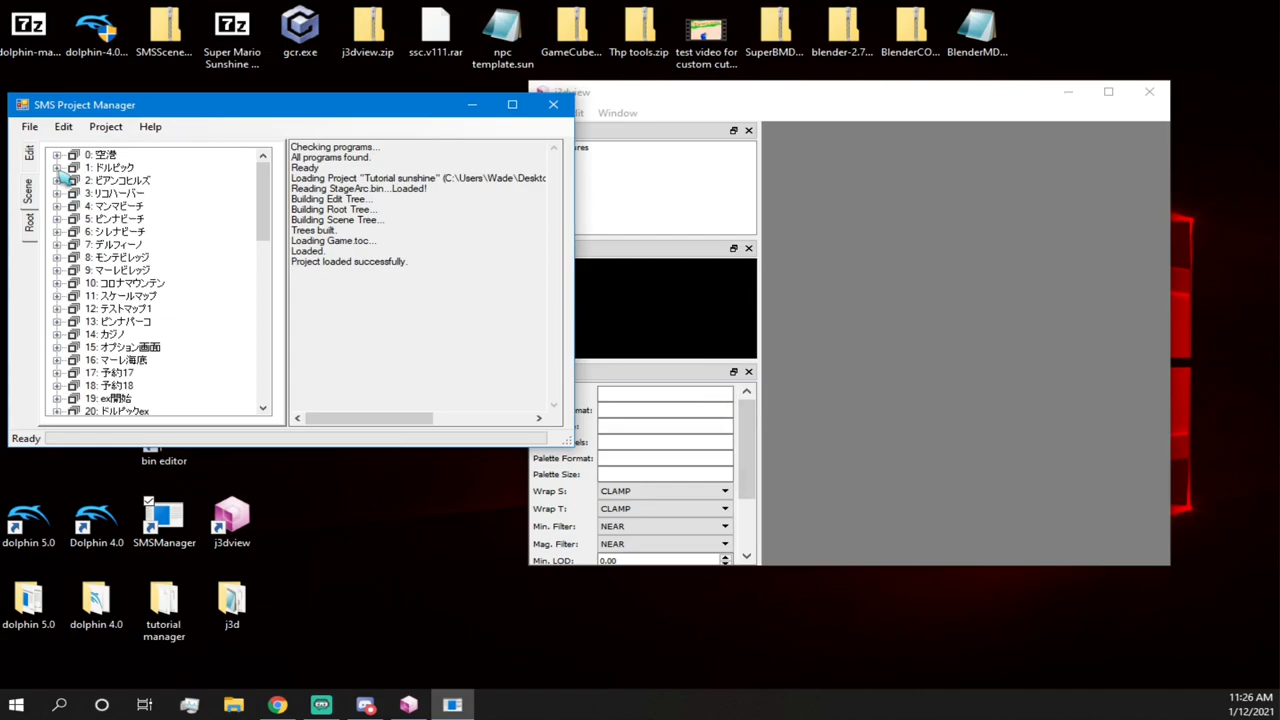 dolphin-ma...
dolphin-4.0...
SMSScene...
Super Mario
Sunshine ...
gcr.exe
j3dview.zip
ssc.v111.rar
npc
template.sun
GameCube...
Thp tools.zip
test video for
custom cut...
SuperBMD...
blender-2.7...
BlenderCO...
BlenderMD...
SMS Project Manager
File
Edit
Project
Help
Edit
Scene
Root
0: 空港
1: ドルピック
2: ビアンコヒルズ
3: リコハーバー
4: マンマビーチ
5: ピンナビーチ
6: シレナビーチ
7: デルフィーノ
8: モンテビレッジ
9: マーレビレッジ
10: コロナマウンテン
11: スケールマップ
12: テストマップ1
13: ピンナパーコ
14: カジノ
15: オプション画面
16: マーレ海底
17: 予約17
18: 予約18
19: ex開始
20: ドルピックex
Checking programs...
All programs found.
Ready
Loading Project "Tutorial sunshine" (C:\Users\Wade\Deskto
Reading StageArc.bin...Loaded!
Building Edit Tree...
Building Root Tree...
Building Scene Tree...
Trees built.
Loading Game.toc...
Loaded.
Project loaded successfully.
Ready
j3dview
Window
Palette Format:
Palette Size:
Wrap S:
CLAMP
Wrap T:
CLAMP
Min. Filter:
NEAR
Mag. Filter:
NEAR
Min. LOD:
0.00
bin editor
dolphin 5.0
Dolphin 4.0
SMSManager
j3dview
dolphin 5.0
dolphin 4.0
tutorial
manager
j3d
11:26 AM
1/12/2021